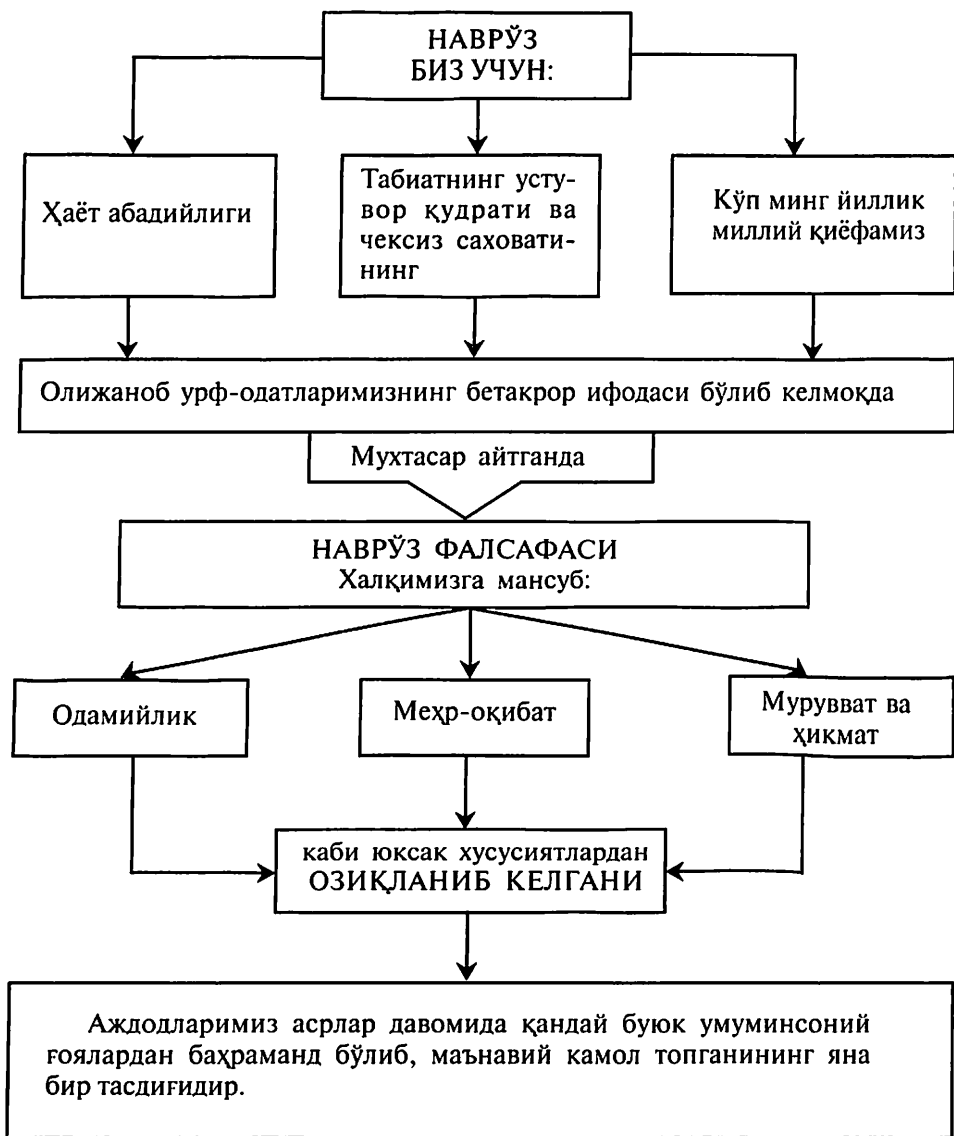 НАВРЎЗ
БИЗ УЧУН:
Ҳаёт абадийлиги
Табиатнинг усту-
вор қудрати ва
чексиз саховати-
нинг
Кўп минг йиллик
миллий қиёфамиз
Олижаноб урф-одатларимизнинг бетакрор ифодаси бўлиб келмоқда
Мухтасар айтганда
НАВРЎЗ ФАЛСАФАСИ
Халқимизга мансуб:
Одамийлик
Меҳр-оқибат
Мурувват ва
ҳикмат
каби юксак хусусиятлардан
ОЗИҚЛАНИБ КЕЛГАНИ
Аждодларимиз асрлар давомида қандай буюк умуминсоний
ғоялардан баҳраманд бўлиб, маънавий камол топганининг яна
бир тасдиғидир.